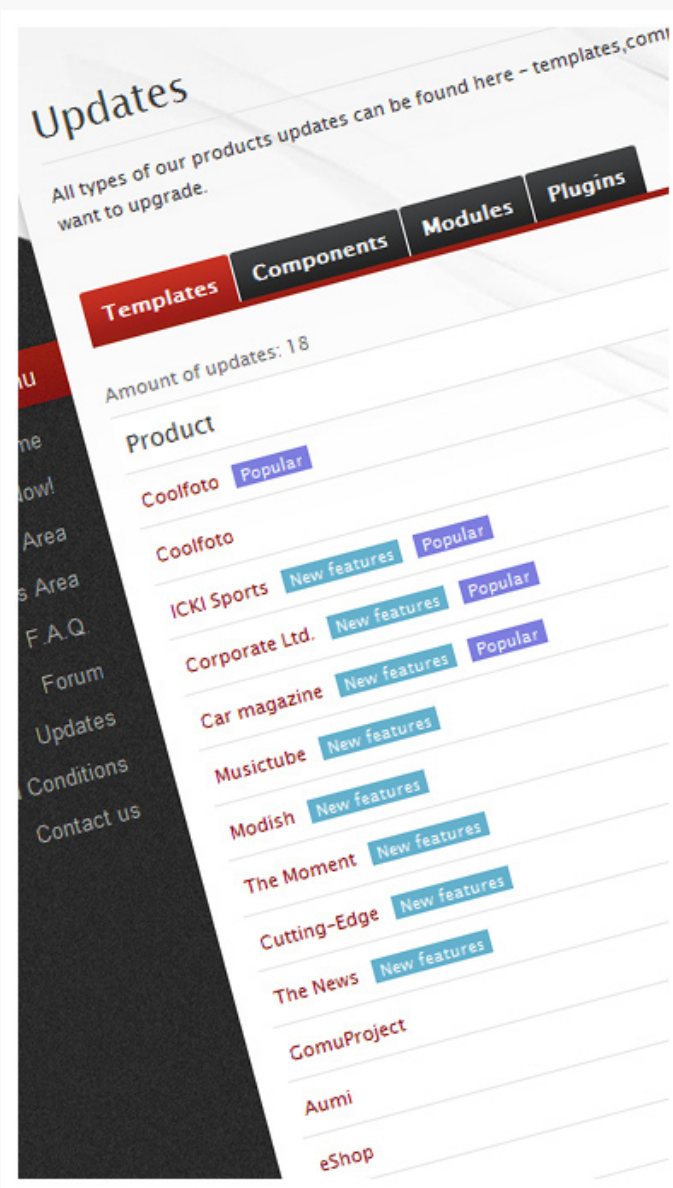 Updates
All types of our products updates can be found here - templates,
want to upgrade.
Templates Components Modules Plugins
Amount of updates: 18
Product
Coolfoto Popular
Coolfoto
ICKI Sports New features Popular
Corporate Ltd. New features Popular
Car magazine New features Popular
Musictube New features
Modish New features
The Moment New features
Cutting-Edge New features
The News New features
GomuProject
Aumi
eShop
Area
Area
F.A.Q.
Forum
Updates
Conditions
Contact us